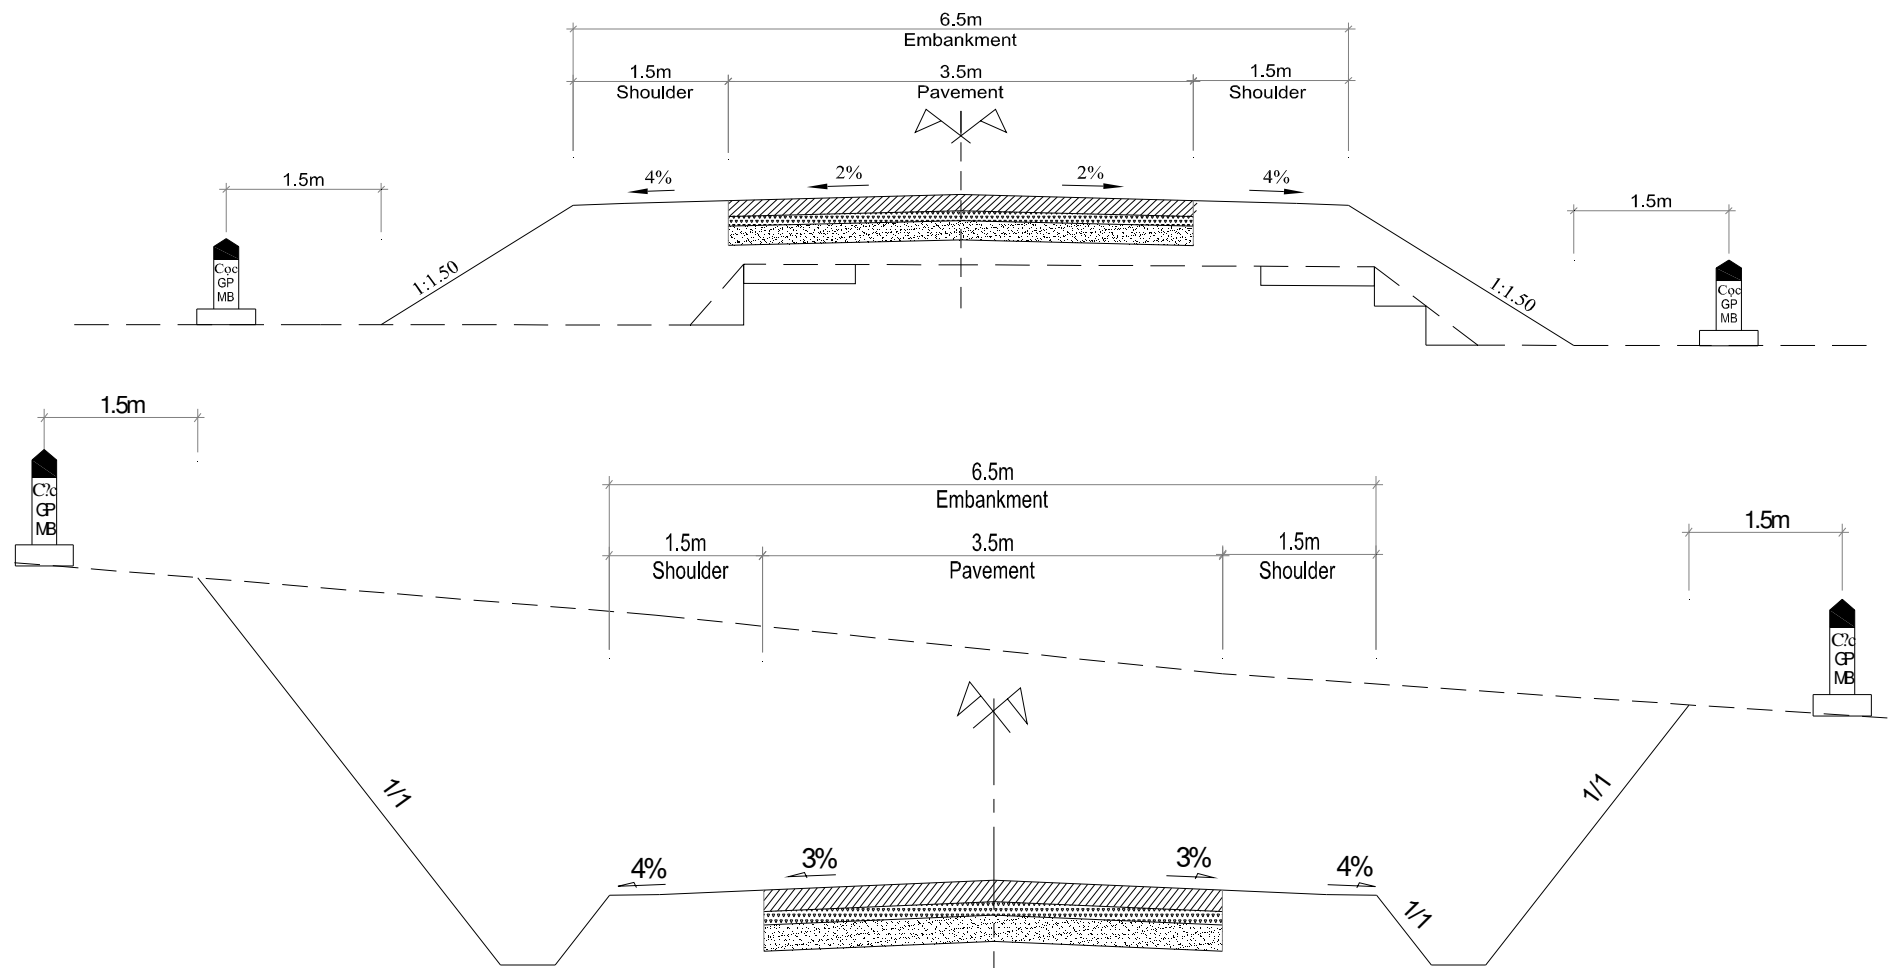 6.5m
Embankment
1.5m 3.5m 1.5m
Shoulder Pavement Shoulder
1.5m 4% 2% 2% 4% 1.5m
Cọc
GP
MB
1:1.50
1:1.50
Cọc
GP
MB
1.5m
C?c
GP
MB
6.5m
Embankment
1.5m
1.5m 3.5m 1.5m
Shoulder Pavement Shoulder
C?c
GP
MB
1/1
1/1
4% 3% 3% 4%
1/1